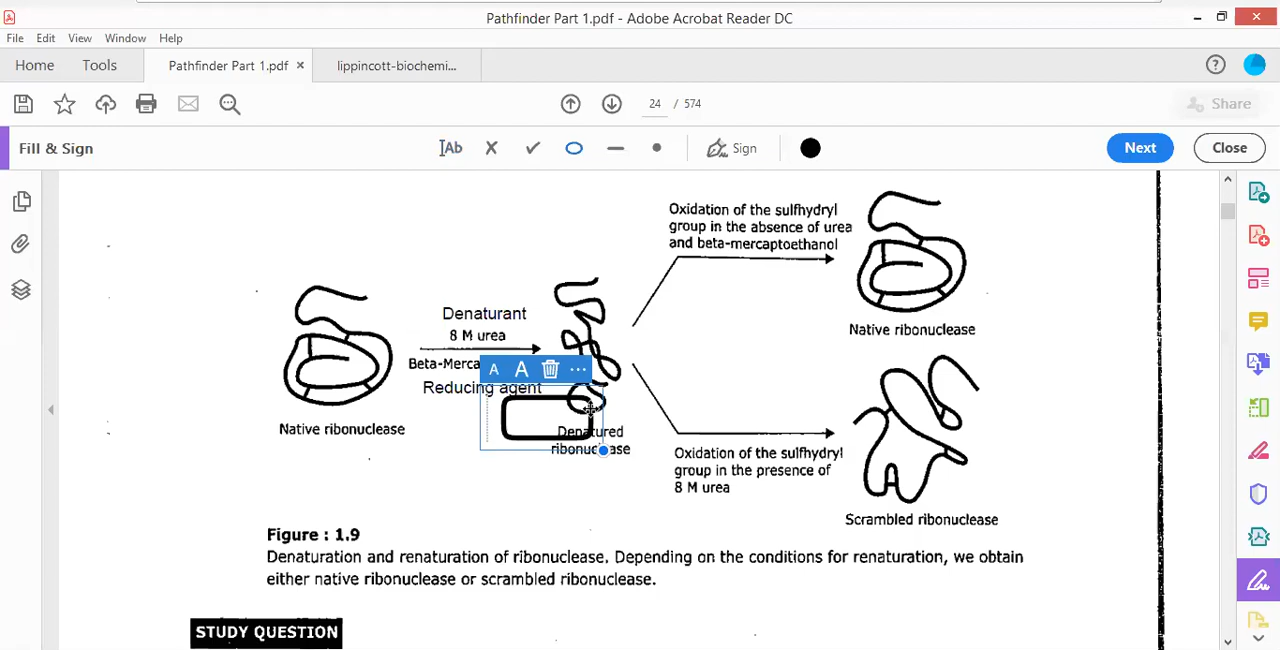 Pathfinder Part 1.pdf - Adobe Acrobat Reader DC
File Edit View Window Help
Home Tools Pathfinder Part 1.pdf × lippincott-biochemi...
24 / 574 Share
Fill & Sign Ab Sign Next Close
Oxidation of the sulfhydryl
group in the absence of urea
and beta-mercaptoethanol
Denaturant
8 M urea
Beta-Merca
A A ...
Reducing agent
Native ribonuclease
Denatured
ribonuclease
Native ribonuclease
Oxidation of the sulfhydryl
group in the presence of
8 M urea
Scrambled ribonuclease
Figure : 1.9
Denaturation and renaturation of ribonuclease. Depending on the conditions for renaturation, we obtain
either native ribonuclease or scrambled ribonuclease.
STUDY QUESTION